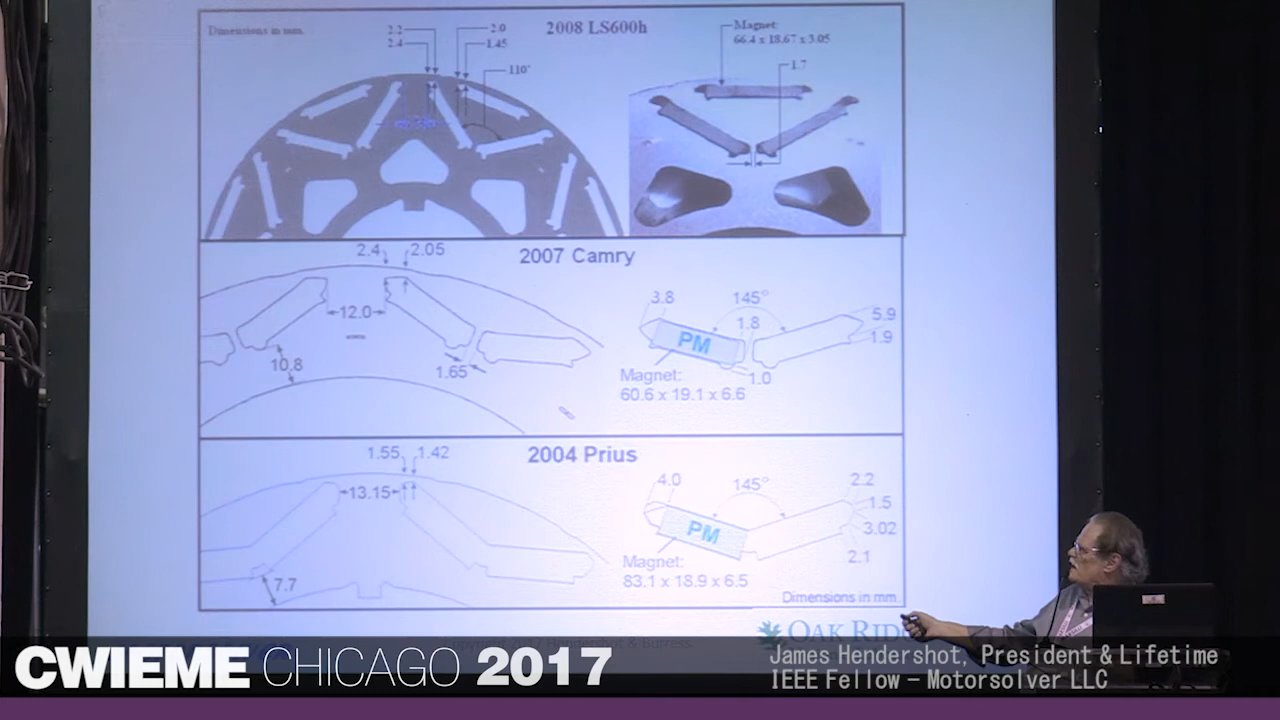 Dimensions in mm.
2008 LS600h
2.2
2.4
2.0
1.45
110°
Magnet:
66.4 x 18.67 x 3.05
1.7
2007 Camry
2.4
2.05
12.0
10.8
1.65
3.8
145°
1.8
5.9
1.9
PM
1.0
Magnet:
60.6 x 19.1 x 6.6
2004 Prius
1.55
1.42
13.15
7.7
4.0
145°
2.2
1.5
3.02
2.1
PM
Magnet:
83.1 x 18.9 x 6.5
Dimensions in mm.
OAK RID
& Burress
CWIEME CHICAGO 2017
James Hendershot, President & Lifetime
IEEE Fellow – Motorsolver LLC